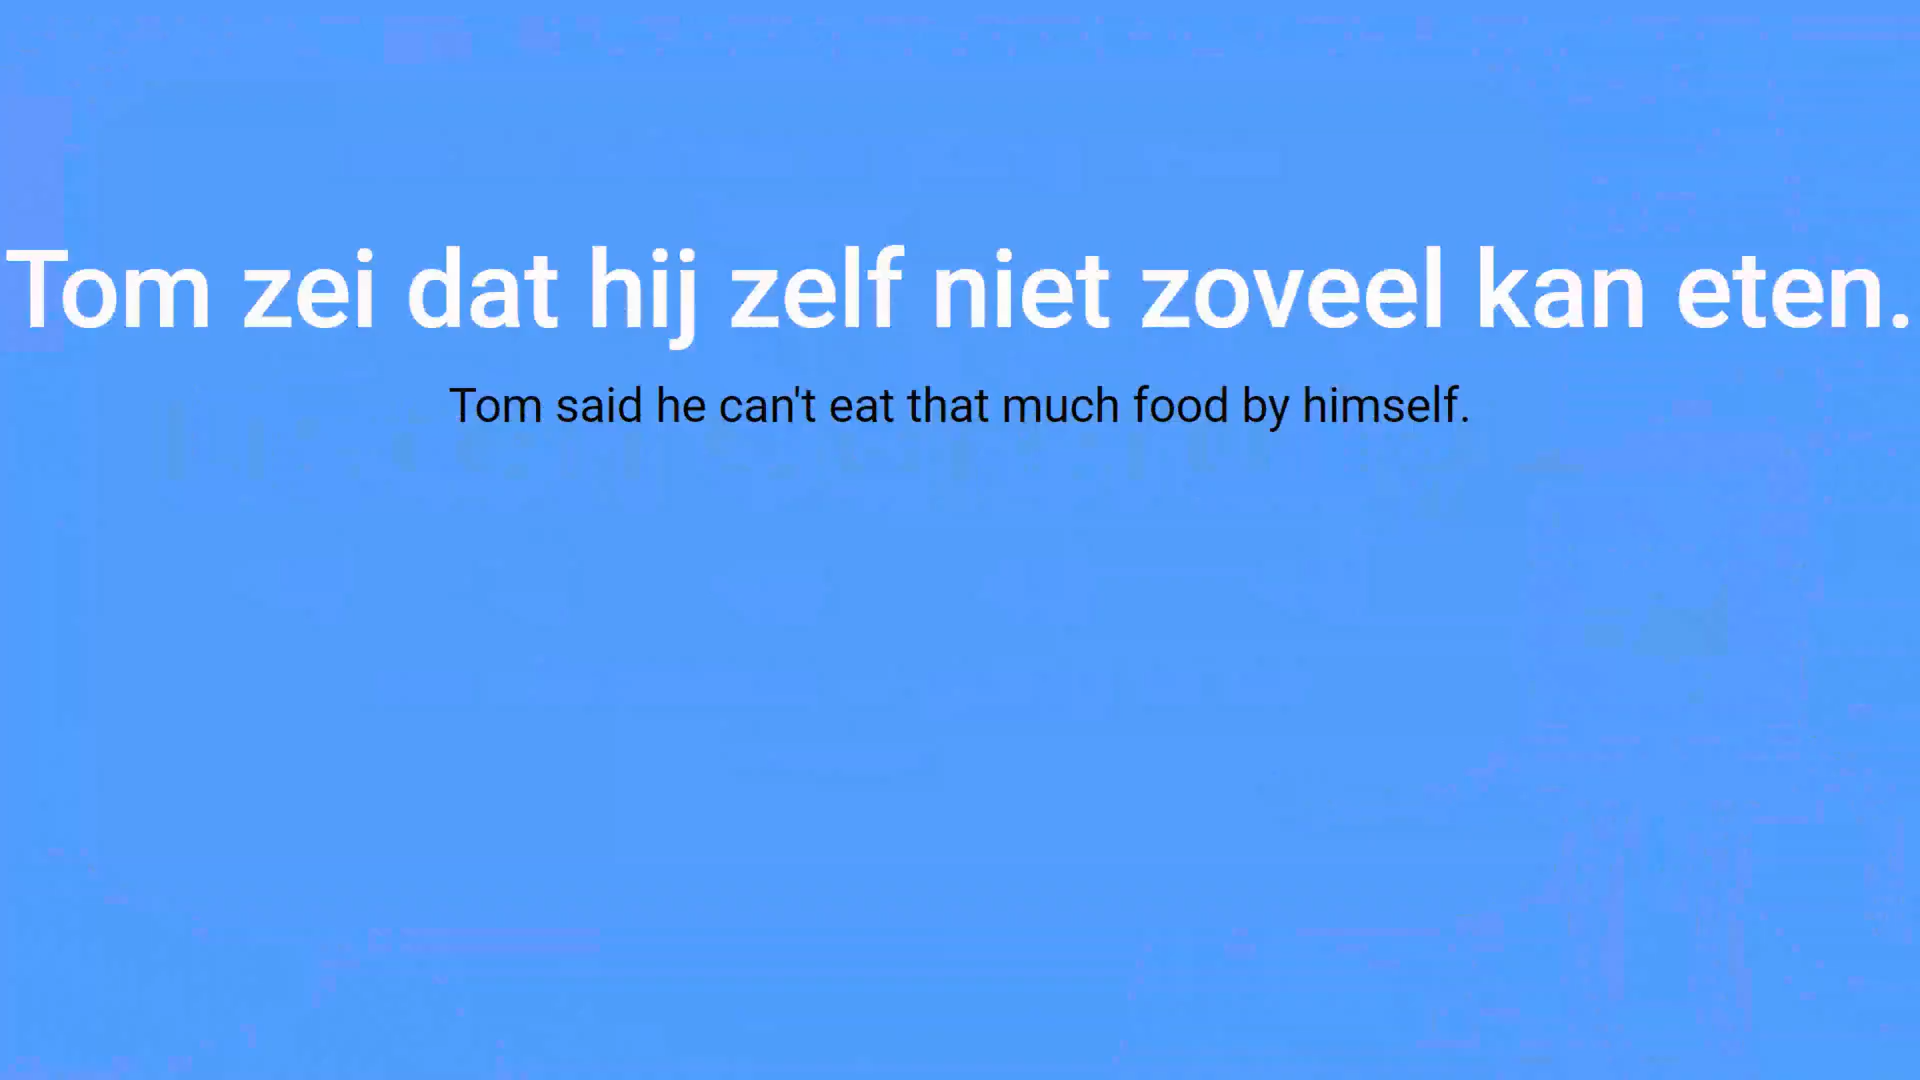 Tom zei dat hij zelf niet zoveel kan eten.
Tom said he can't eat that much food by himself.